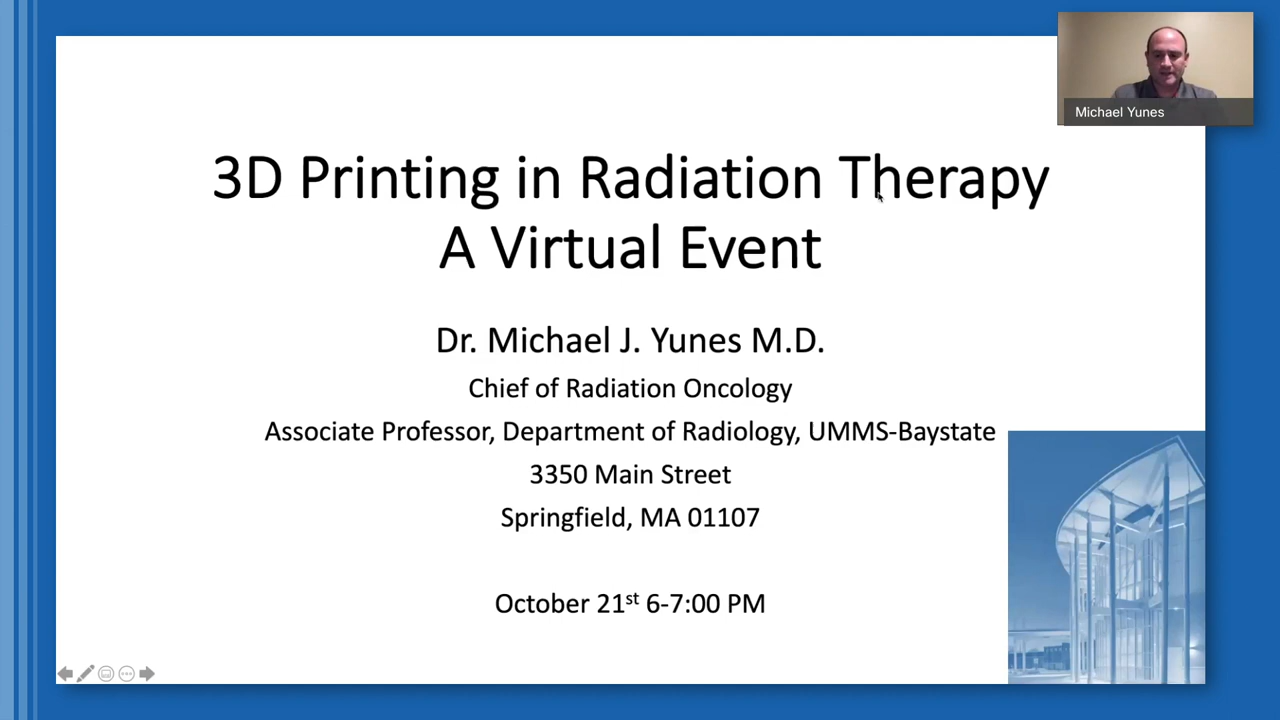 Michael Yunes
3D Printing in Radiation Therapy
A Virtual Event
Dr. Michael J. Yunes M.D.
Chief of Radiation Oncology
Associate Professor, Department of Radiology, UMMS-Baystate
3350 Main Street
Springfield, MA 01107
October 21st 6-7:00 PM